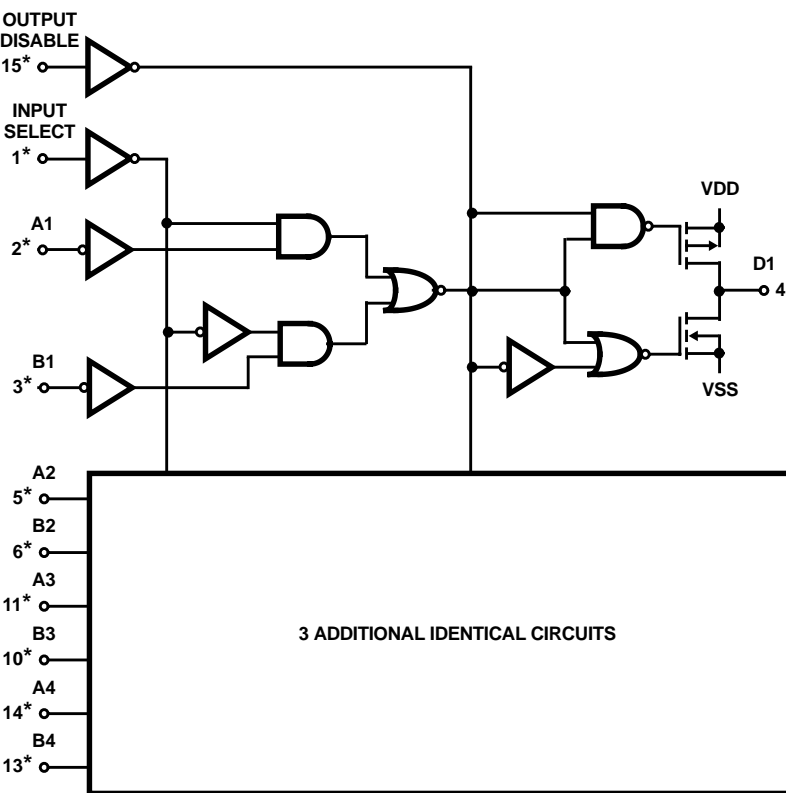 OUTPUT
DISABLE
15*
INPUT
SELECT
1*
A1
2*
B1
3*
VDD
D1
4
VSS
A2
5*
B2
6*
A3
11*
B3
10*
A4
14*
B4
13*
3 ADDITIONAL IDENTICAL CIRCUITS